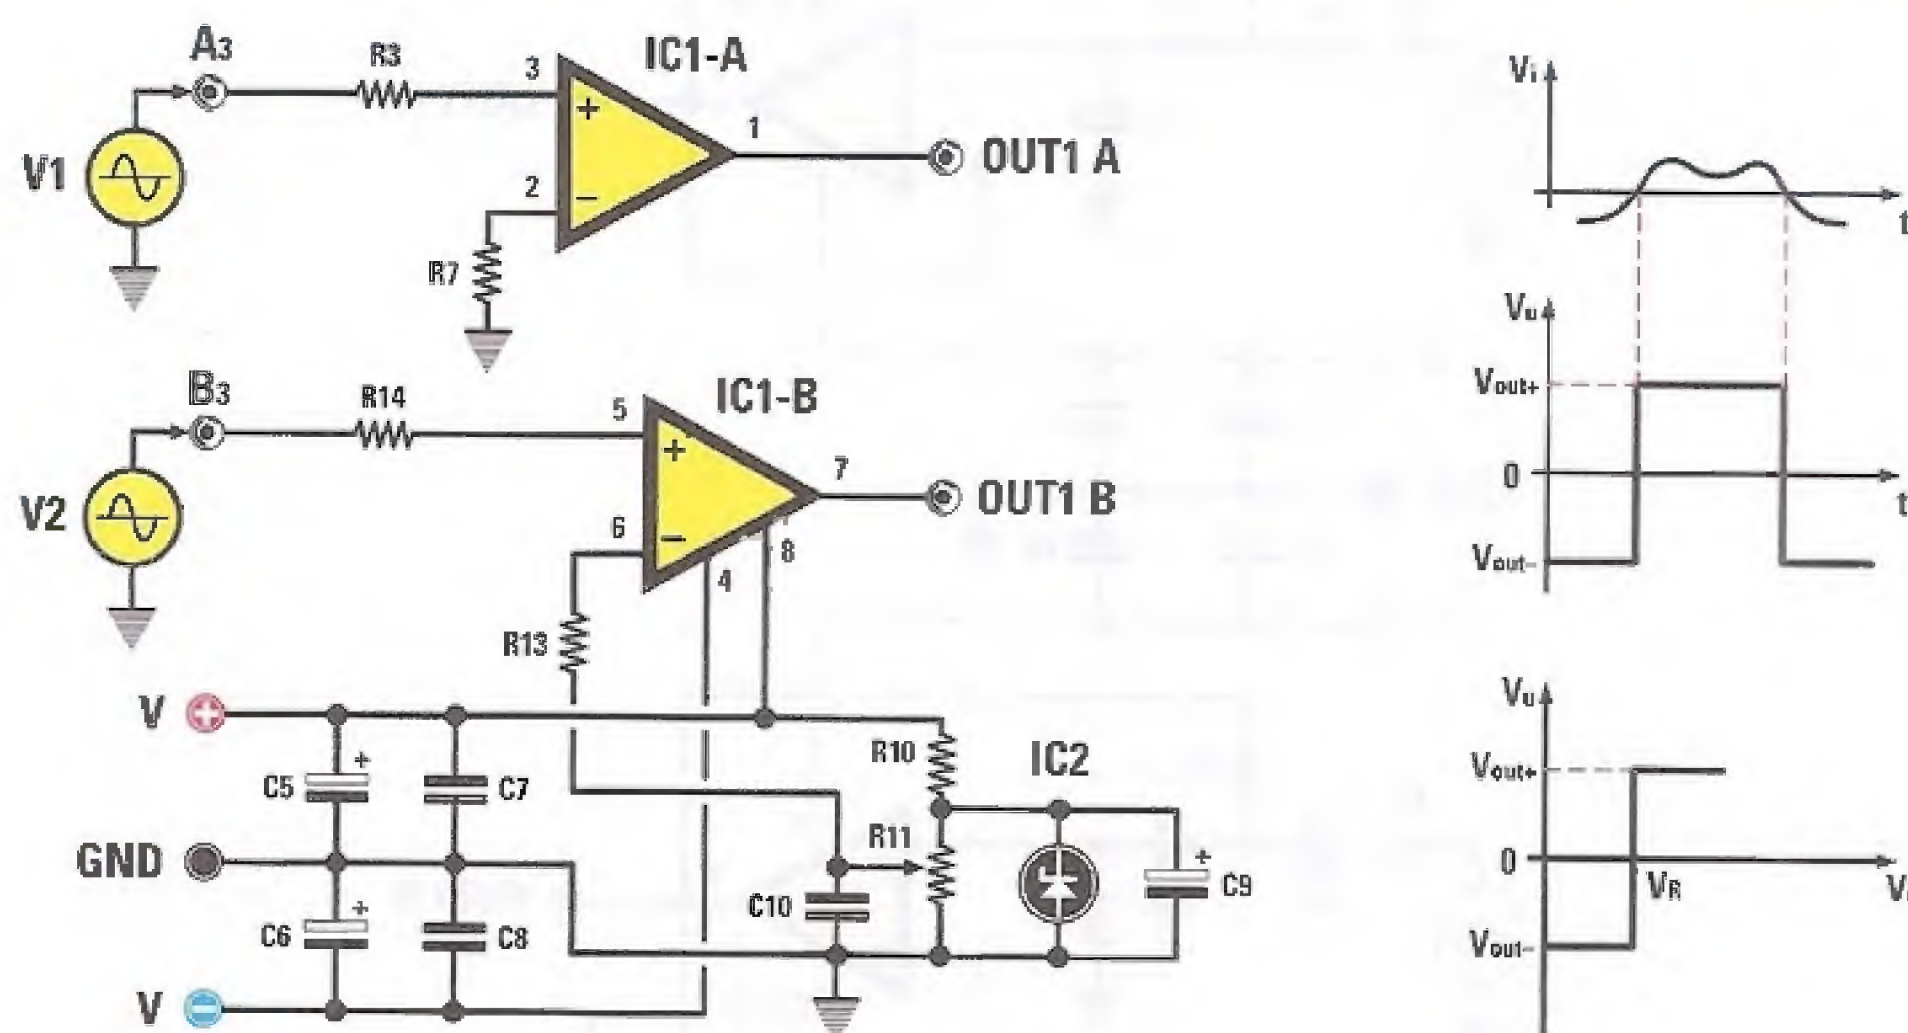 A3
R3
3
IC1-A
+
1
OUT1 A
V1
2
−
R7
B3
R14
5
IC1-B
+
7
OUT1 B
V2
6
−
8
4
R13
V +
R10
IC2
C5 +
C7
R11
GND
C10
+
C9
C6 +
C8
V −
Vi
t
Vu
Vout+
0
t
Vout-
Vu
Vout+
0
VR
Vout-